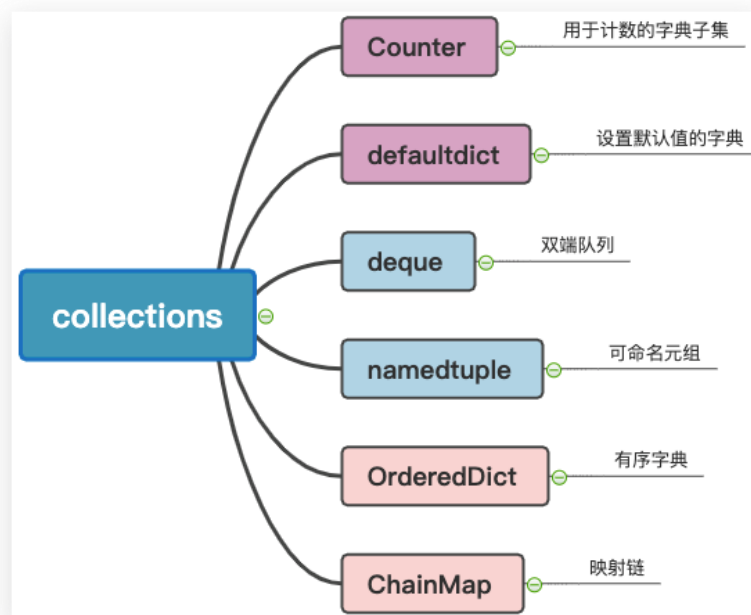 Counter
用于计数的字典子集
defaultdict
设置默认值的字典
deque
双端队列
collections
namedtuple
可命名元组
OrderedDict
有序字典
ChainMap
映射链